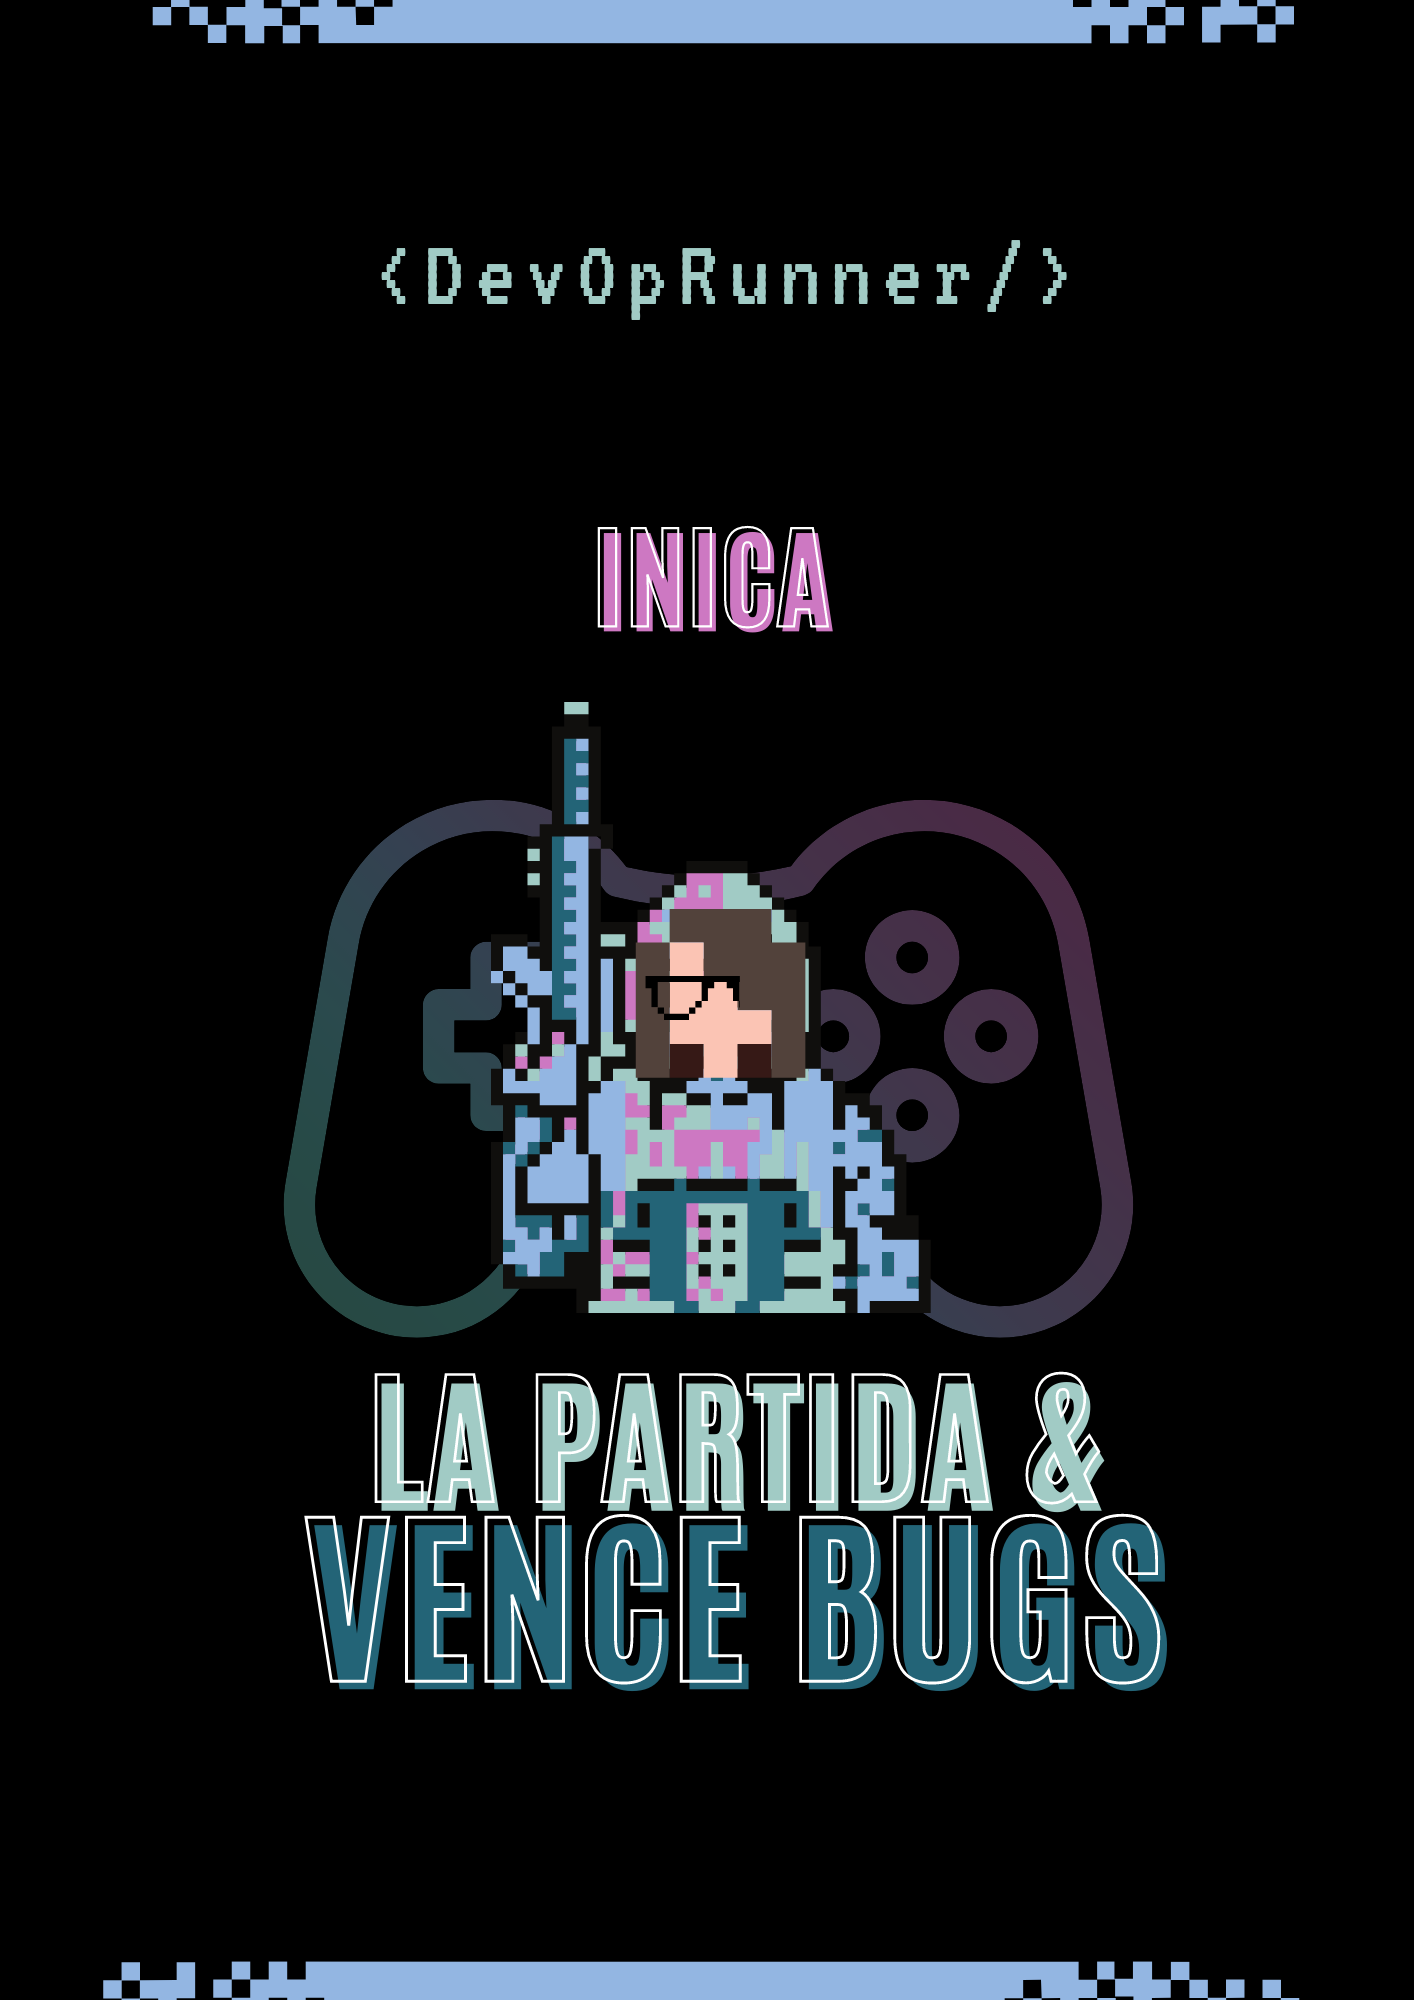 <DevOpRunner/>
INICA
LA PARTIDA &
VENCE BUGS